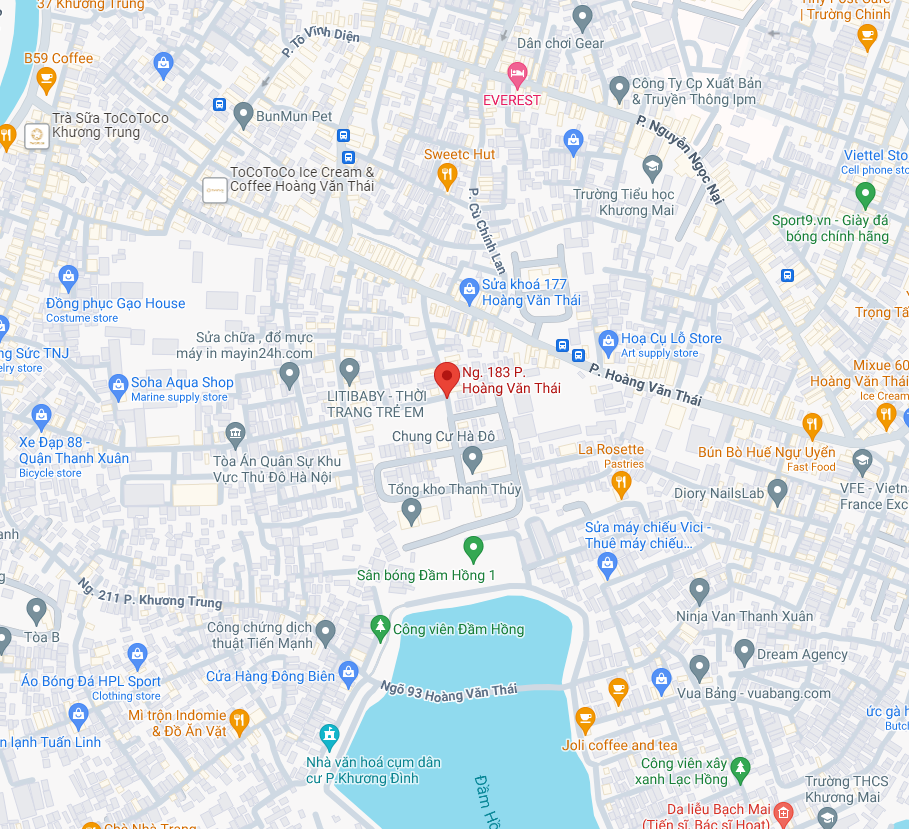 37 Khương Trung
Tiny Post Cafe
| Trường Chinh
P. Tô Vĩnh Diện
Dân chơi Gear
B59 Coffee
EVEREST
Công Ty Cp Xuất Bản
& Truyền Thông Ipm
BunMun Pet
Trà Sữa ToCoToCo
Khương Trung
P. Nguyễn Ngọc Nại
Sweetc Hut
Viettel Sto
Cell phone sto
ToCoToCo Ice Cream &
Coffee Hoàng Văn Thái
P. Cù Chính Lan
Trường Tiểu học
Khương Mai
Sport9.vn - Giày đá
bóng chính hãng
Sửa khoá 177
Hoàng Văn Thái
Đồng phục Gạo House
Costume store
Trọng Tấ
Sửa chữa , đổ mực
máy in mayin24h.com
Hoạ Cụ Lỗ Store
Art supply store
ng Sức TNJ
elry store
Mixue 60
Hoàng Văn Thái
Ice Cream
P. Hoàng Văn Thái
Ng. 183 P.
Hoàng Văn Thái
Soha Aqua Shop
Marine supply store
LITIBABY - THỜI
TRANG TRẺ EM
Chung Cư Hà Đô
Xe Đạp 88 -
Quận Thanh Xuân
Bicycle store
Tòa Án Quân Sự Khu
Vực Thủ Đô Hà Nội
La Rosette
Pastries
Bún Bò Huế Ngự Uyển
Fast Food
Tổng kho Thanh Thủy
Diory NailsLab
VFE - Vietna
France Exc
Sửa máy chiếu Vici -
Thuê máy chiếu...
anh
Sân bóng Đầm Hồng 1
Ng. 211 P. Khương Trung
Tòa B
Công chứng dịch
thuật Tiến Mạnh
Công viên Đầm Hồng
Ninja Van Thanh Xuân
Dream Agency
Áo Bóng Đá HPL Sport
Clothing store
Cửa Hàng Đông Biên
Ngõ 93 Hoàng Văn Thái
Vua Bảng - vuabang.com
Mì trộn Indomie
& Đồ Ăn Vặt
ức gà h
Butch
n lạnh Tuấn Linh
Joli coffee and tea
Nhà văn hoá cụm dân
cư P.Khương Đình
Công viên xây
xanh Lạc Hồng
Đầm Hồ
Trường THCS
Khương Mai
Da liễu Bạch Mai
(Tiến sĩ, Bác sĩ Hoạt)
Chè Nhà Trang